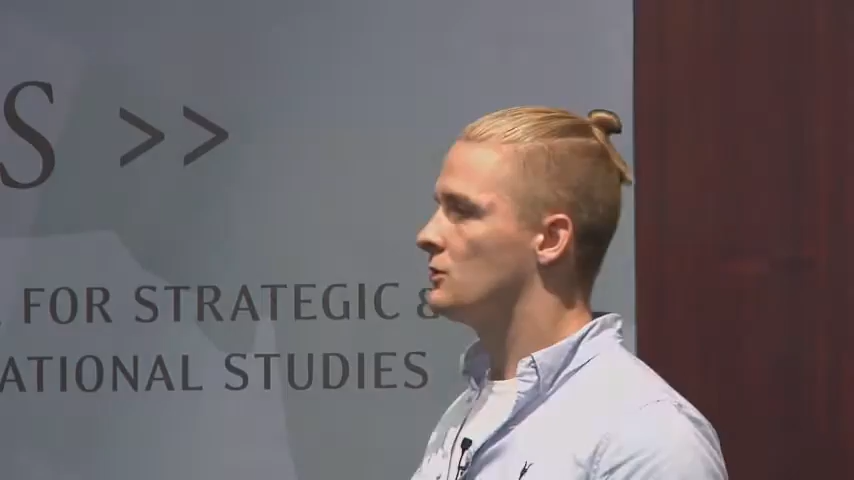 S >>
FOR STRATEGIC &
ATIONAL STUDIES